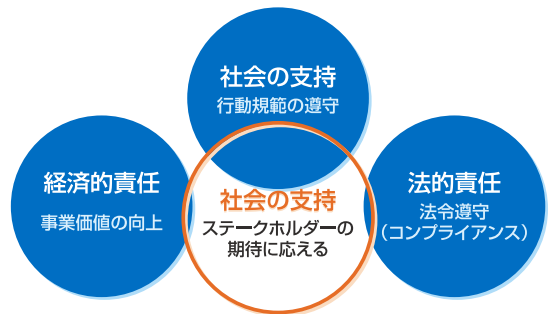 社会の支持
行動規範の遵守
経済的責任
事業価値の向上
社会の支持
ステークホルダーの
期待に応える
法的責任
法令遵守
（コンプライアンス）